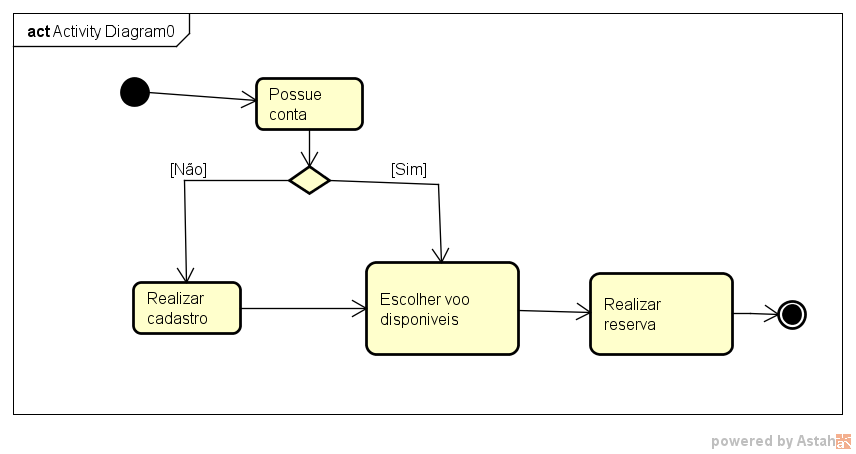 act Activity Diagram0
Possue
conta
[Não]
[Sim]
Realizar
cadastro
Escolher voo
disponiveis
Realizar
reserva
powered by Astah